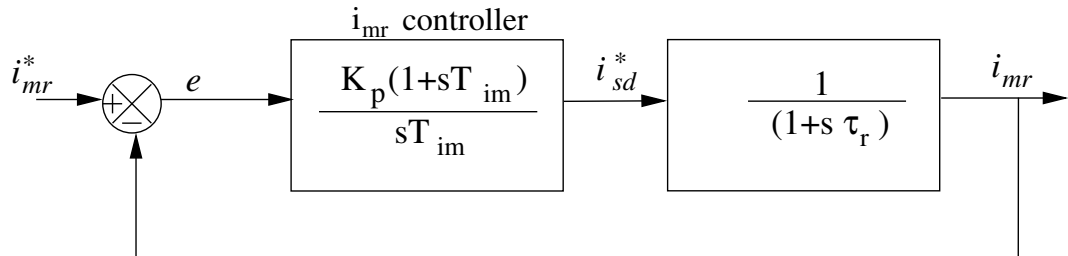 i_mr controller
i*_mr
+
−
e
K_p(1+sT_im)
sT_im
i*_sd
1
(1+s τ_r)
i_mr